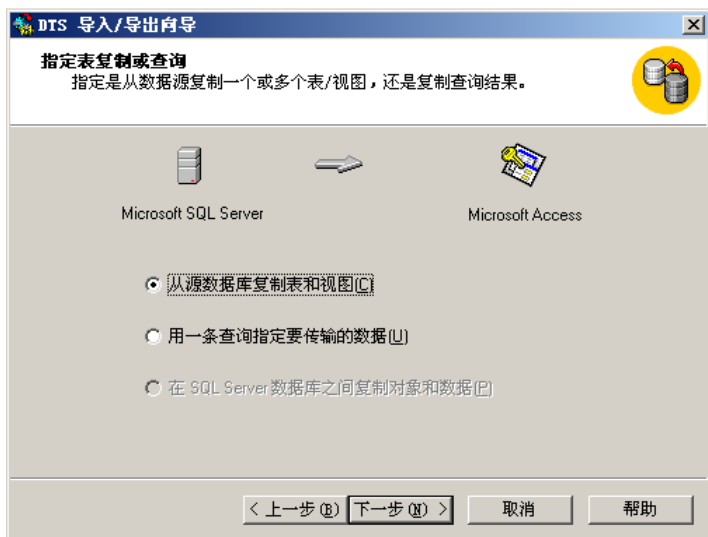 DTS 导入/导出向导
指定表复制或查询
指定是从数据源复制一个或多个表/视图，还是复制查询结果。
Microsoft SQL Server
Microsoft Access
从源数据库复制表和视图(C)
用一条查询指定要传输的数据(U)
在 SQL Server 数据库之间复制对象和数据(P)
< 上一步(B) 下一步(N) > 取消 帮助